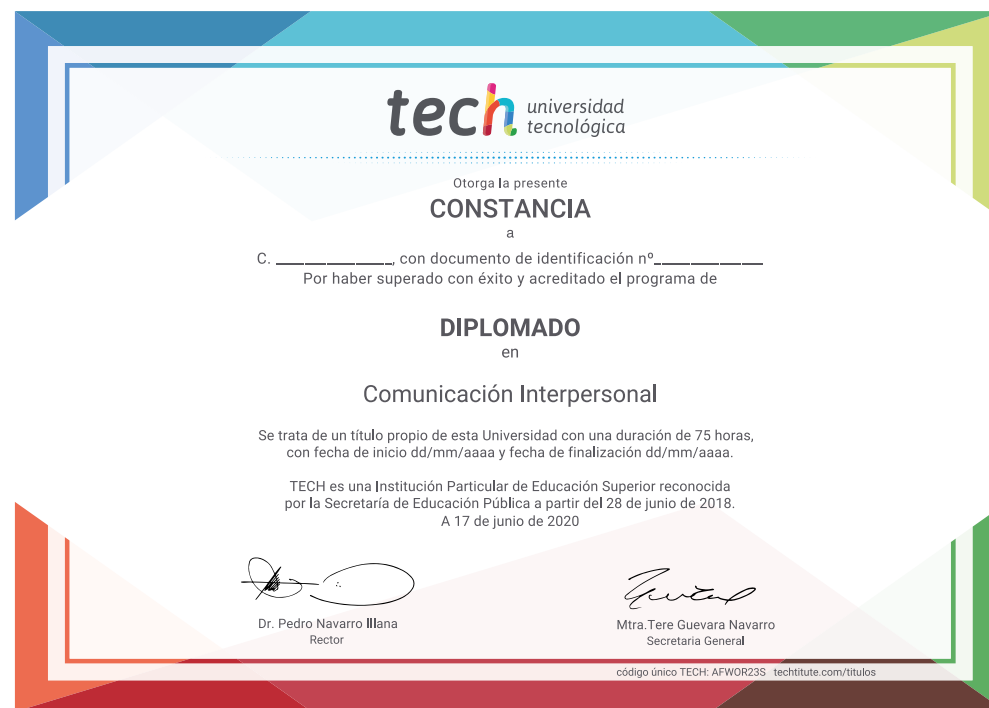 tech universidad
tecnológica
Otorga la presente
CONSTANCIA
a
C. ______________, con documento de identificación nº_____________
Por haber superado con éxito y acreditado el programa de
DIPLOMADO
en
Comunicación Interpersonal
Se trata de un título propio de esta Universidad con una duración de 75 horas,
con fecha de inicio dd/mm/aaaa y fecha de finalización dd/mm/aaaa.
TECH es una Institución Particular de Educación Superior reconocida
por la Secretaría de Educación Pública a partir del 28 de junio de 2018.
A 17 de junio de 2020
Dr. Pedro Navarro Illana
Rector
Mtra.Tere Guevara Navarro
Secretaria General
código único TECH: AFWOR23S techtitute.com/titulos